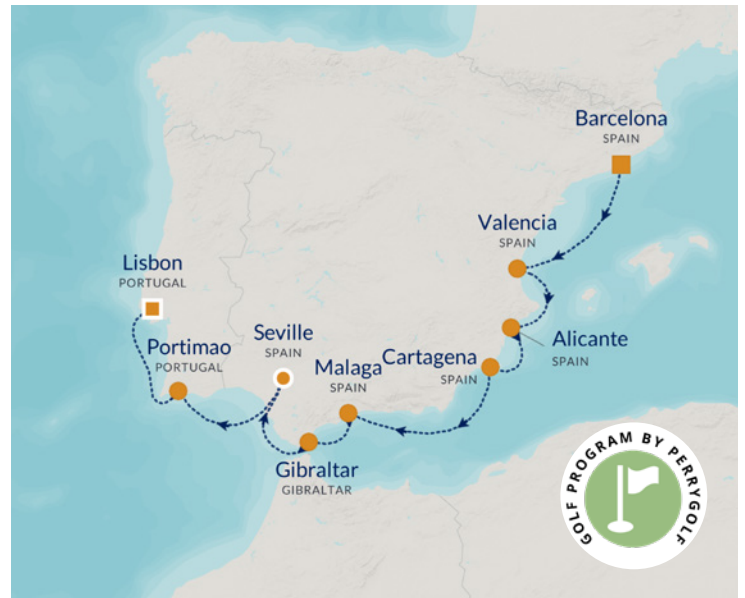 Barcelona
SPAIN
Valencia
SPAIN
Lisbon
PORTUGAL
Seville
SPAIN
Portimao
PORTUGAL
Alicante
SPAIN
Cartagena
SPAIN
Malaga
SPAIN
Gibraltar
GIBRALTAR
GOLF PROGRAM BY PERRYGOLF